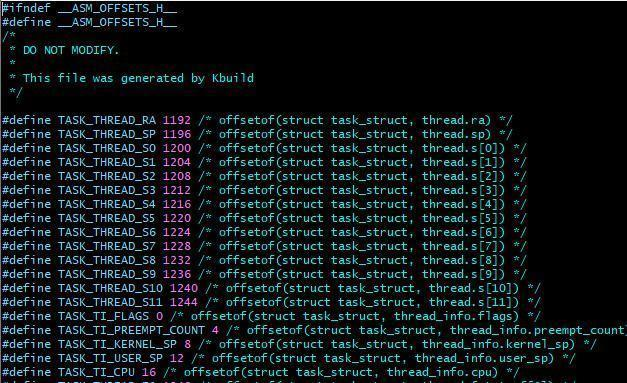 #ifndef __ASM_OFFSETS_H__
#define __ASM_OFFSETS_H__
/*
 * DO NOT MODIFY.
 *
 * This file was generated by Kbuild
 */
#define TASK_THREAD_RA 1192 /* offsetof(struct task_struct, thread.ra) */
#define TASK_THREAD_SP 1196 /* offsetof(struct task_struct, thread.sp) */
#define TASK_THREAD_S0 1200 /* offsetof(struct task_struct, thread.s[0]) */
#define TASK_THREAD_S1 1204 /* offsetof(struct task_struct, thread.s[1]) */
#define TASK_THREAD_S2 1208 /* offsetof(struct task_struct, thread.s[2]) */
#define TASK_THREAD_S3 1212 /* offsetof(struct task_struct, thread.s[3]) */
#define TASK_THREAD_S4 1216 /* offsetof(struct task_struct, thread.s[4]) */
#define TASK_THREAD_S5 1220 /* offsetof(struct task_struct, thread.s[5]) */
#define TASK_THREAD_S6 1224 /* offsetof(struct task_struct, thread.s[6]) */
#define TASK_THREAD_S7 1228 /* offsetof(struct task_struct, thread.s[7]) */
#define TASK_THREAD_S8 1232 /* offsetof(struct task_struct, thread.s[8]) */
#define TASK_THREAD_S9 1236 /* offsetof(struct task_struct, thread.s[9]) */
#define TASK_THREAD_S10 1240 /* offsetof(struct task_struct, thread.s[10]) */
#define TASK_THREAD_S11 1244 /* offsetof(struct task_struct, thread.s[11]) */
#define TASK_TI_FLAGS 0 /* offsetof(struct task_struct, thread_info.flags) */
#define TASK_TI_PREEMPT_COUNT 4 /* offsetof(struct task_struct, thread_info.preempt_count)
#define TASK_TI_KERNEL_SP 8 /* offsetof(struct task_struct, thread_info.kernel_sp) */
#define TASK_TI_USER_SP 12 /* offsetof(struct task_struct, thread_info.user_sp) */
#define TASK_TI_CPU 16 /* offsetof(struct task_struct, thread_info.cpu) */